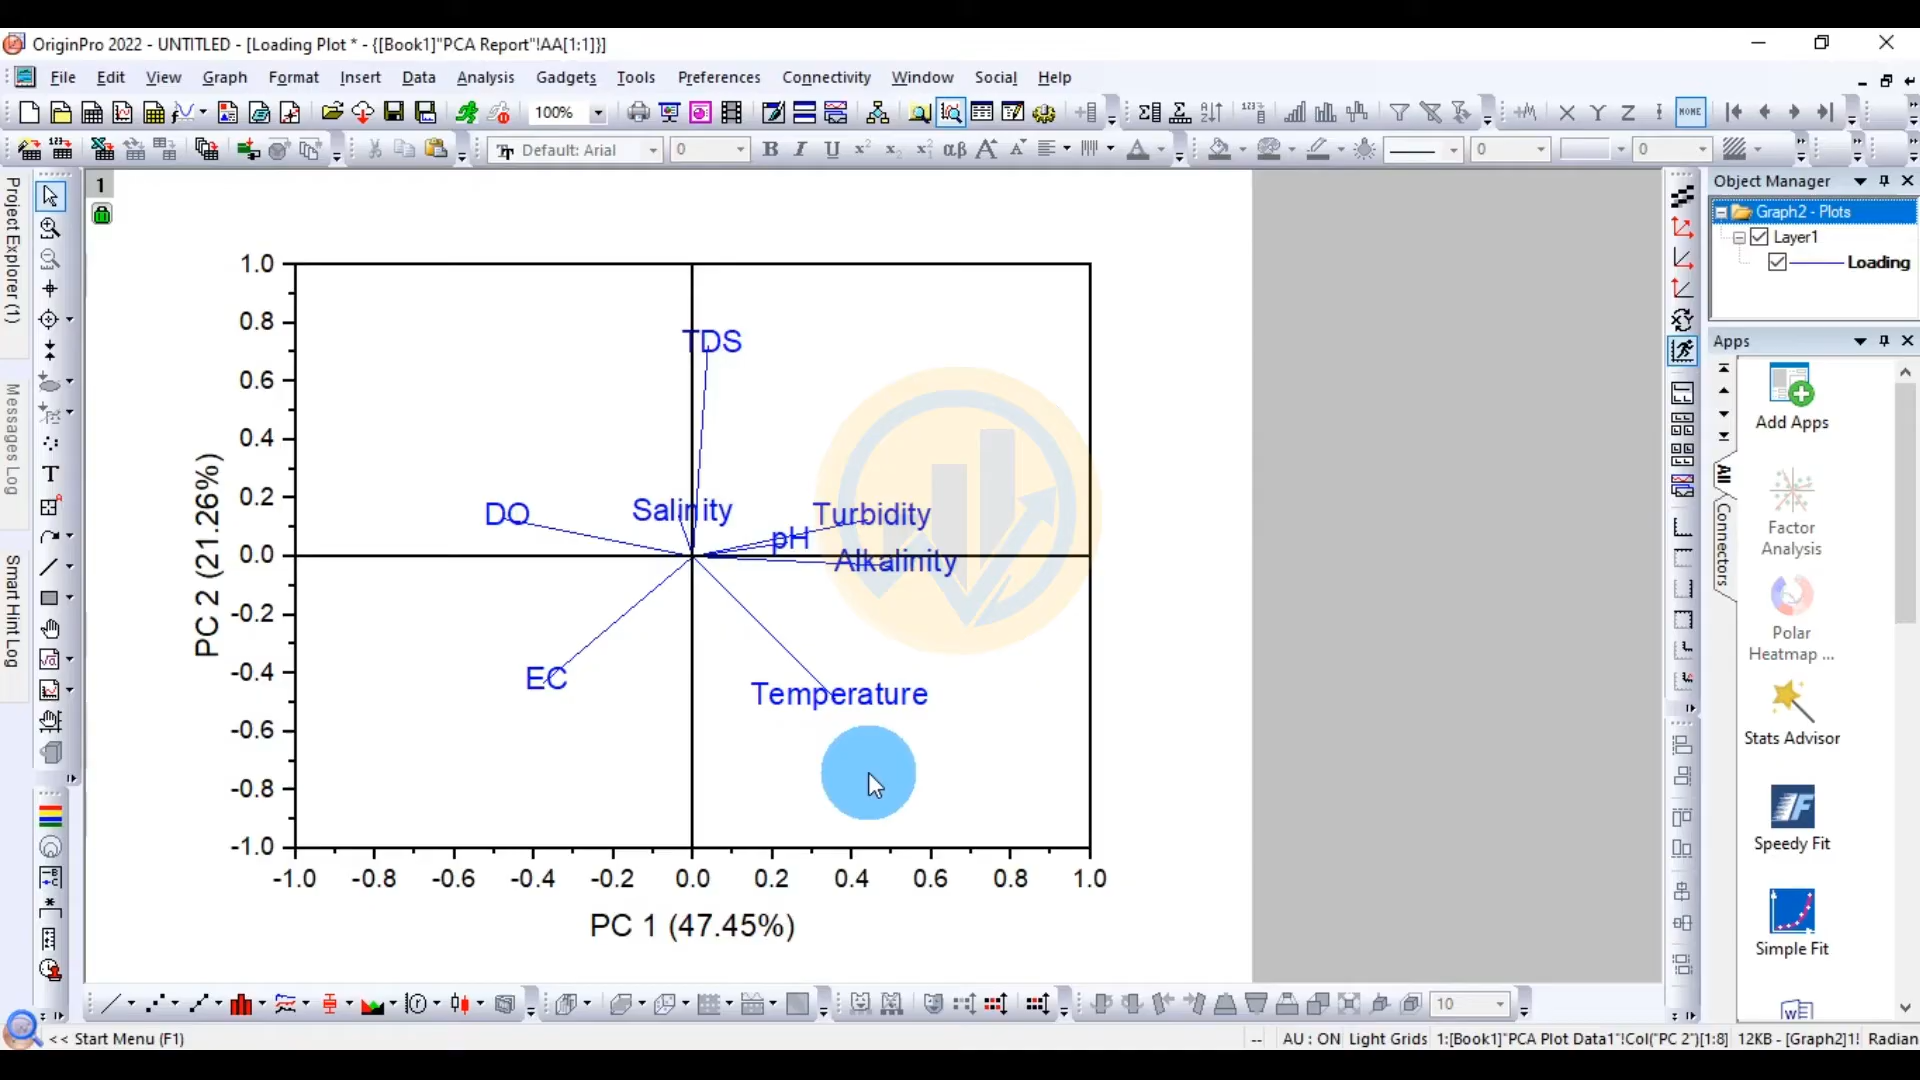 OriginPro 2022 - UNTITLED - [Loading Plot * - {[Book1]"PCA Report"!AA[1:1]}]
File Edit View Graph Format Insert Data Analysis Gadgets Tools Preferences Connectivity Window Social Help
100%
HOME
Default: Arial 0 B I U αβ A 0 0
Project Explorer (1)
Messages Log
Smart Hint Log
1
Object Manager
Graph2 - Plots
Layer1
Loading
Apps
All
Connectors
Add Apps
Factor
Analysis
Polar
Heatmap ...
Stats Advisor
Speedy Fit
Simple Fit
1.0
0.8
0.6
0.4
0.2
0.0
-0.2
-0.4
-0.6
-0.8
-1.0
PC 2 (21.26%)
TDS
DO
Salinity
Turbidity
pH
Alkalinity
EC
Temperature
-1.0 -0.8 -0.6 -0.4 -0.2 0.0 0.2 0.4 0.6 0.8 1.0
PC 1 (47.45%)
10
<< Start Menu (F1)
-- AU : ON Light Grids 1:[Book1]"PCA Plot Data1"!Col("PC 2")[1:8] 12KB - [Graph2]1! Radian